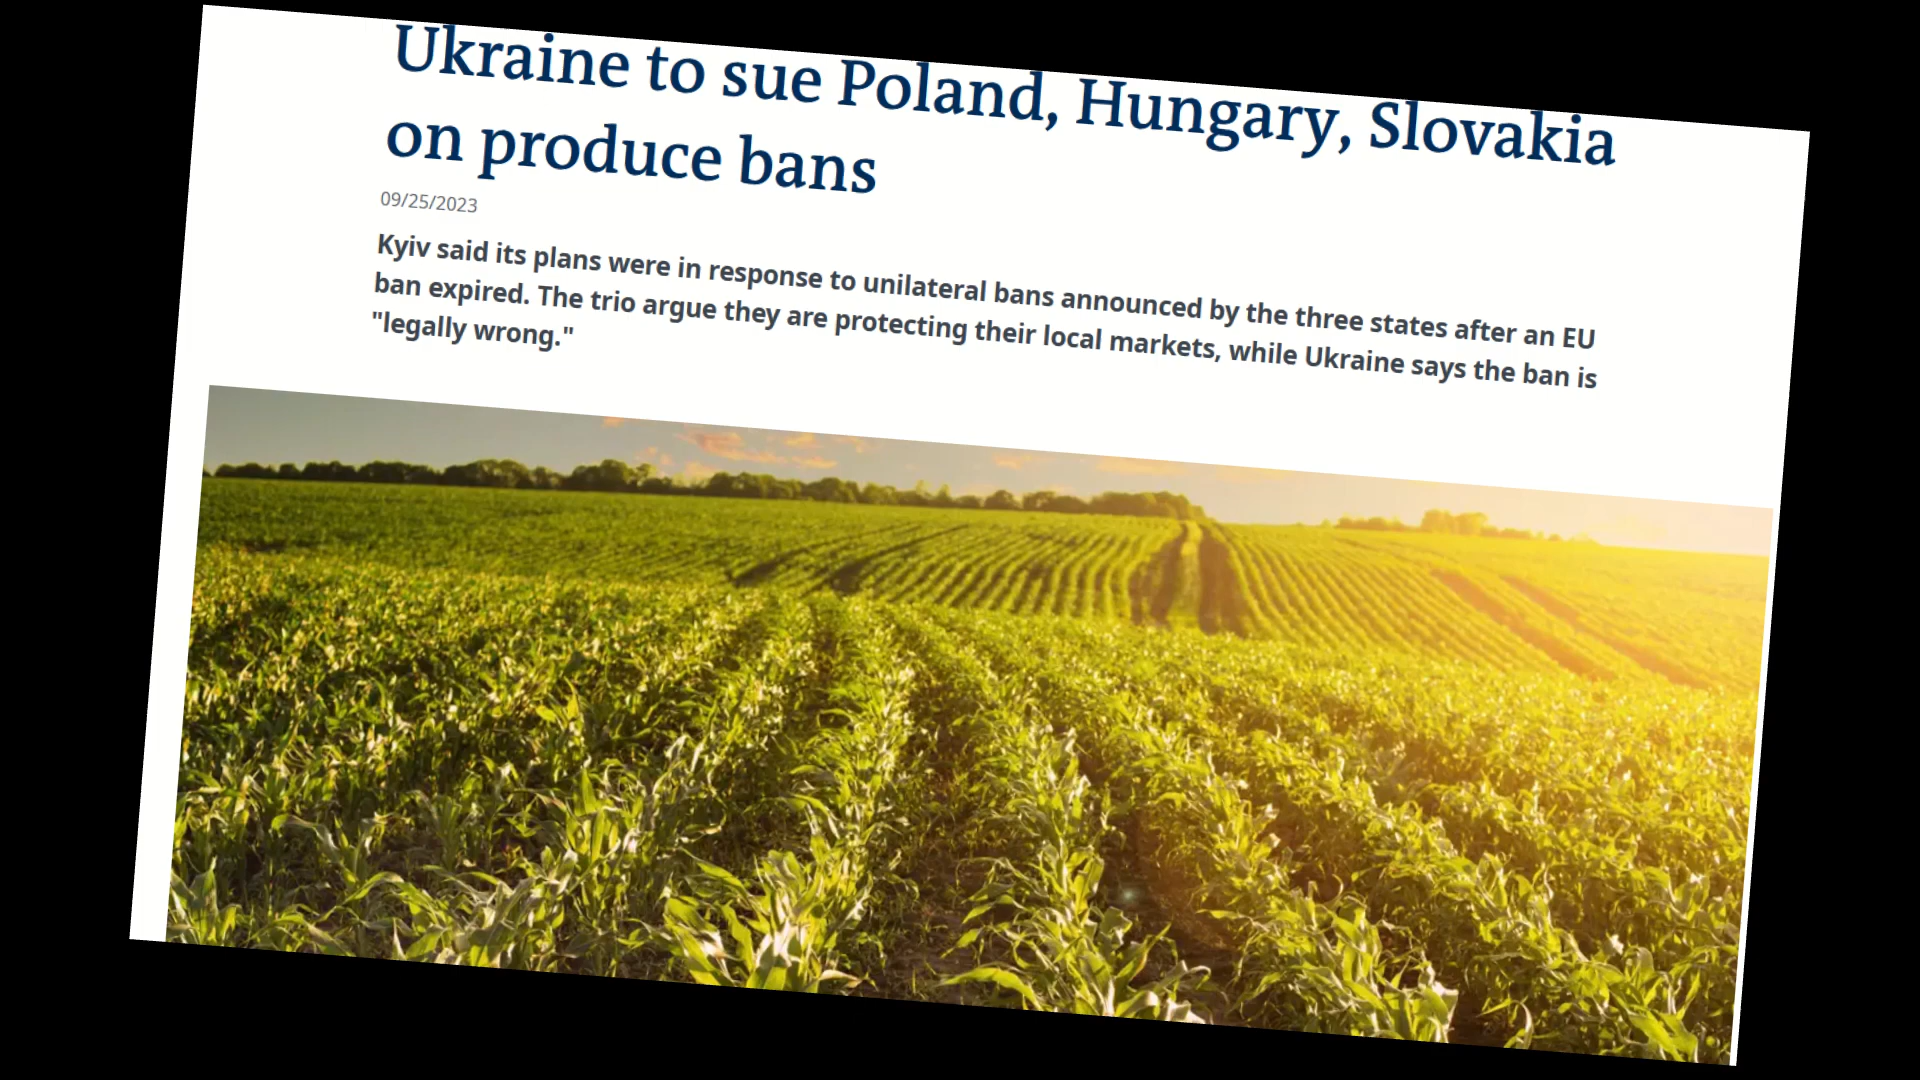 Ukraine to sue Poland, Hungary, Slovakia
on produce bans
09/25/2023
Kyiv said its plans were in response to unilateral bans announced by the three states after an EU
ban expired. The trio argue they are protecting their local markets, while Ukraine says the ban is
"legally wrong."